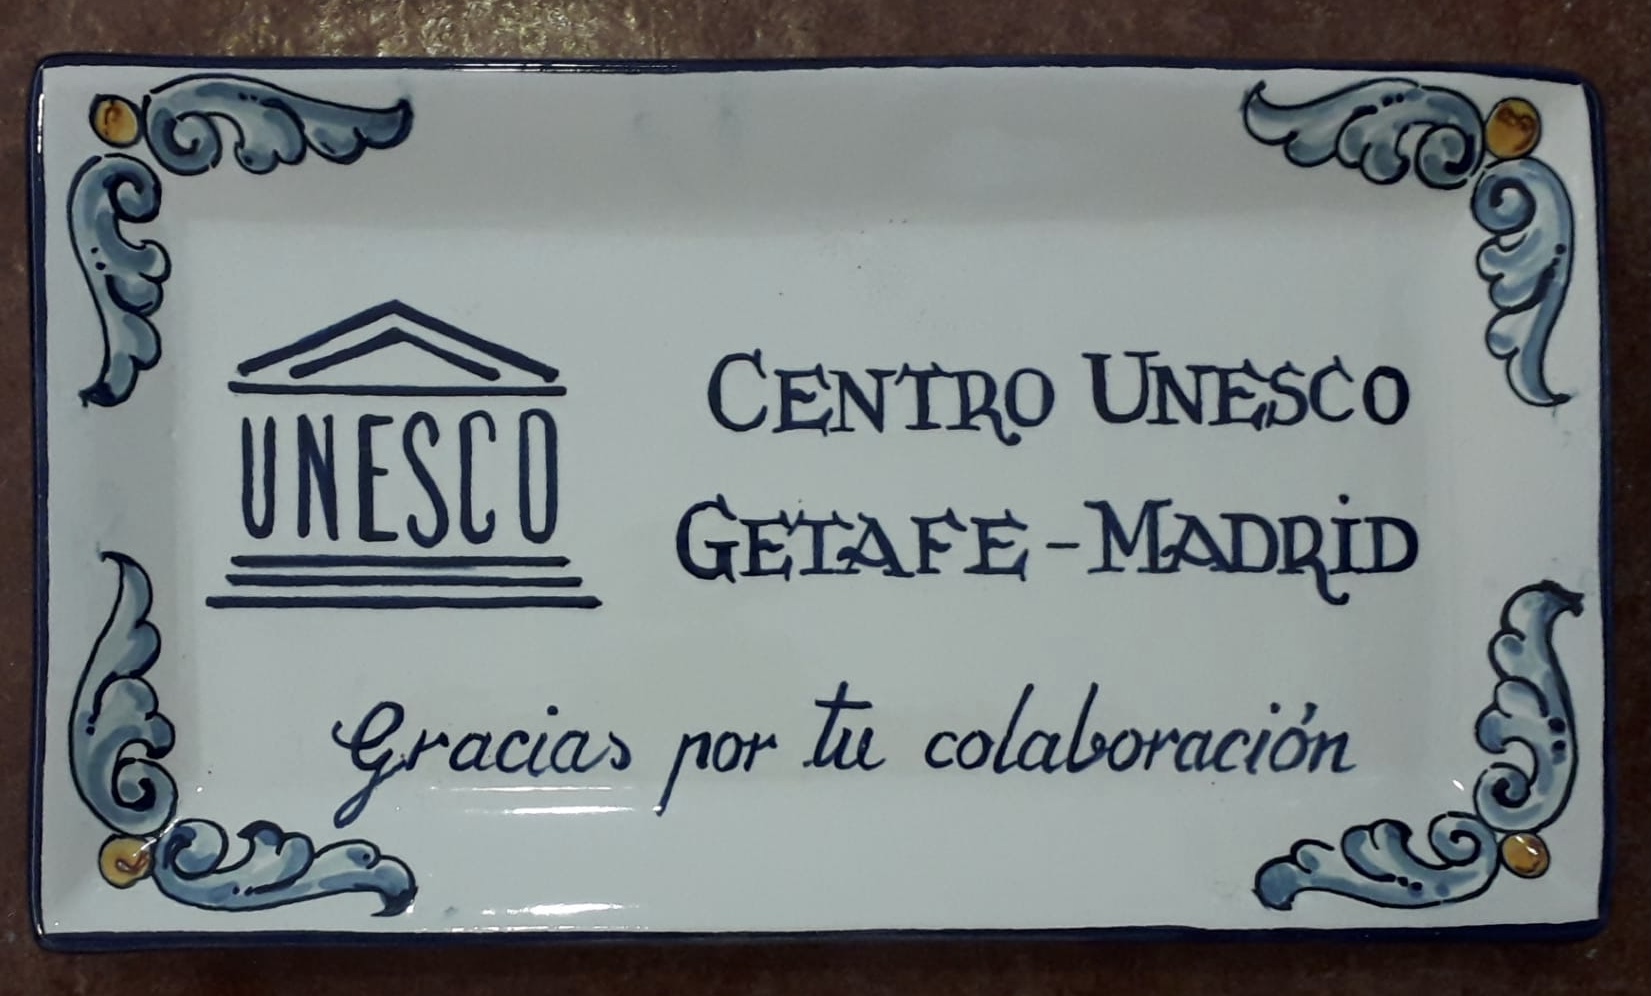 UNESCO
CENTRO UNESCO
GETAFE - MADRID
Gracias por tu colaboración